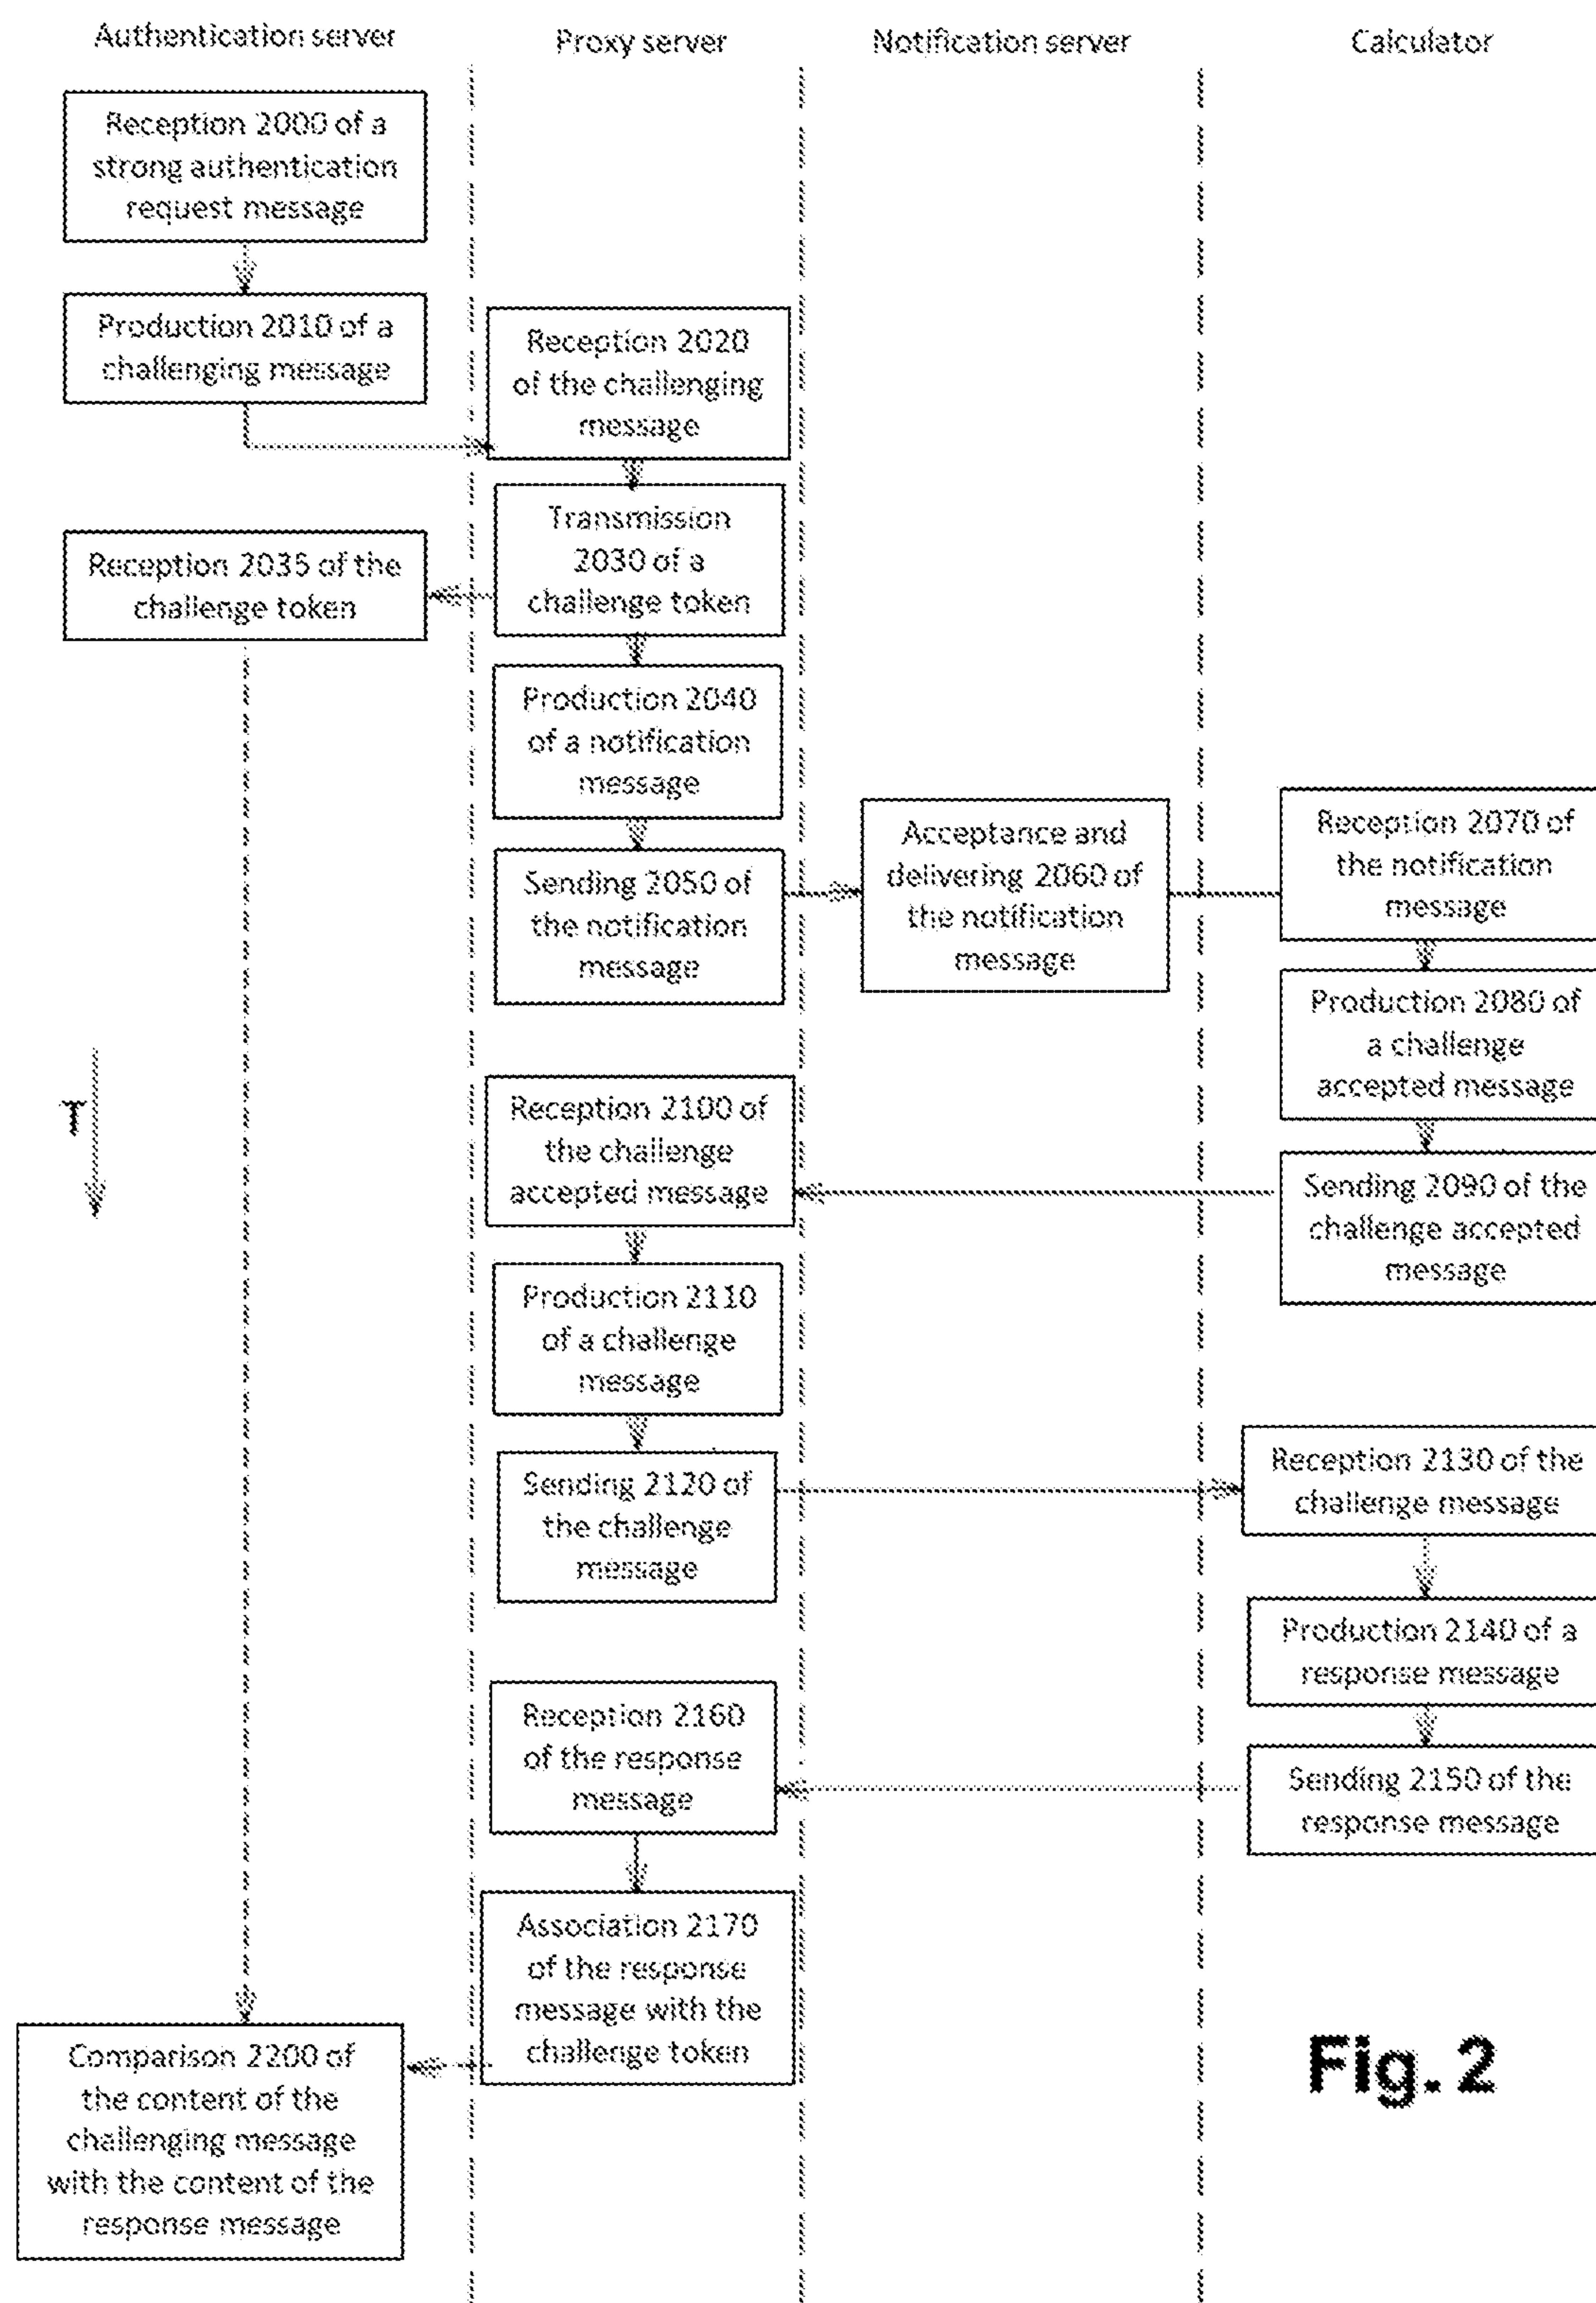 Authentication server
Proxy server
Notification server
Calculator
Reception 2000 of a
strong authentication
request message
Production 2010 of a
challenging message
Reception 2020
of the challenging
message
Transmission
2030 of a
challenge token
Reception 2035 of the
challenge token
Production 2040
of a notification
message
Sending 2050 of
the notification
message
Acceptance and
delivering 2060 of
the notification
message
Reception 2070 of
the notification
message
Production 2080 of
a challenge
accepted message
Sending 2090 of the
challenge accepted
message
T
Reception 2100 of
the challenge
accepted message
Production 2110
of a challenge
message
Sending 2120 of
the challenge
message
Reception 2130 of the
challenge message
Production 2140 of a
response message
Sending 2150 of the
response message
Reception 2160
of the response
message
Association 2170
of the response
message with the
challenge token
Comparison 2200 of
the content of the
challenging message
with the content of the
response message
Fig. 2